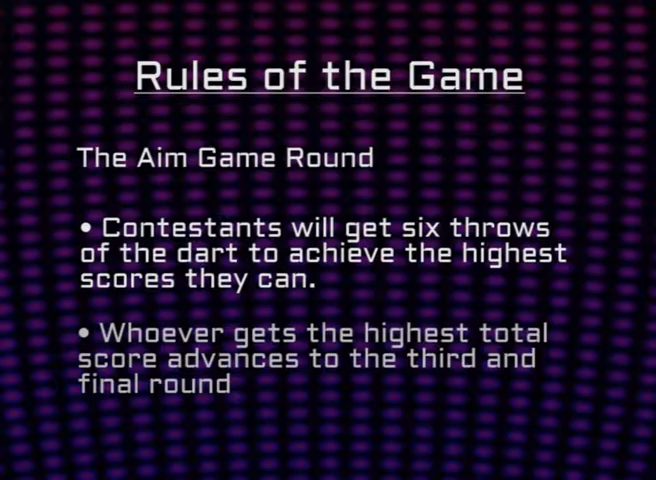 Rules of the Game
The Aim Game Round
• Contestants will get six throws
of the dart to achieve the highest
scores they can.
• Whoever gets the highest total
score advances to the third and
final round